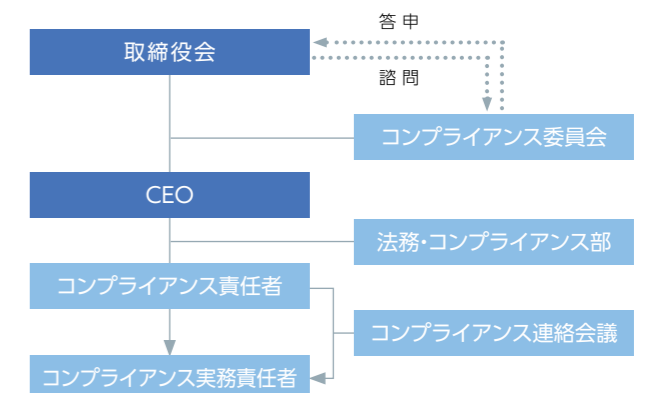 答申
取締役会
諮問
コンプライアンス委員会
CEO
法務・コンプライアンス部
コンプライアンス責任者
コンプライアンス連絡会議
コンプライアンス実務責任者